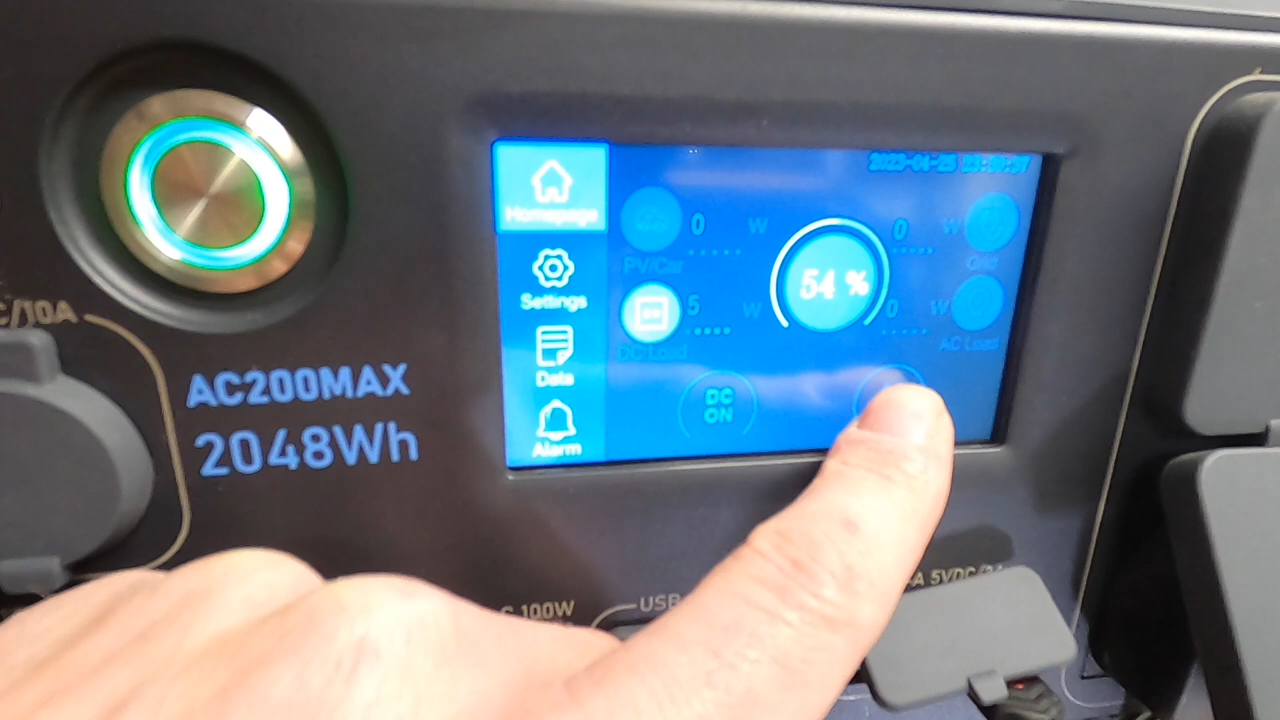 Homepage
Settings
Data
Alarm
PV/Car
0 W
DC Load
5 W
54 %
0 W
Grid
0 W
AC Load
DC
ON
AC200MAX
2048Wh
/10A
100W
USB
5VDC/